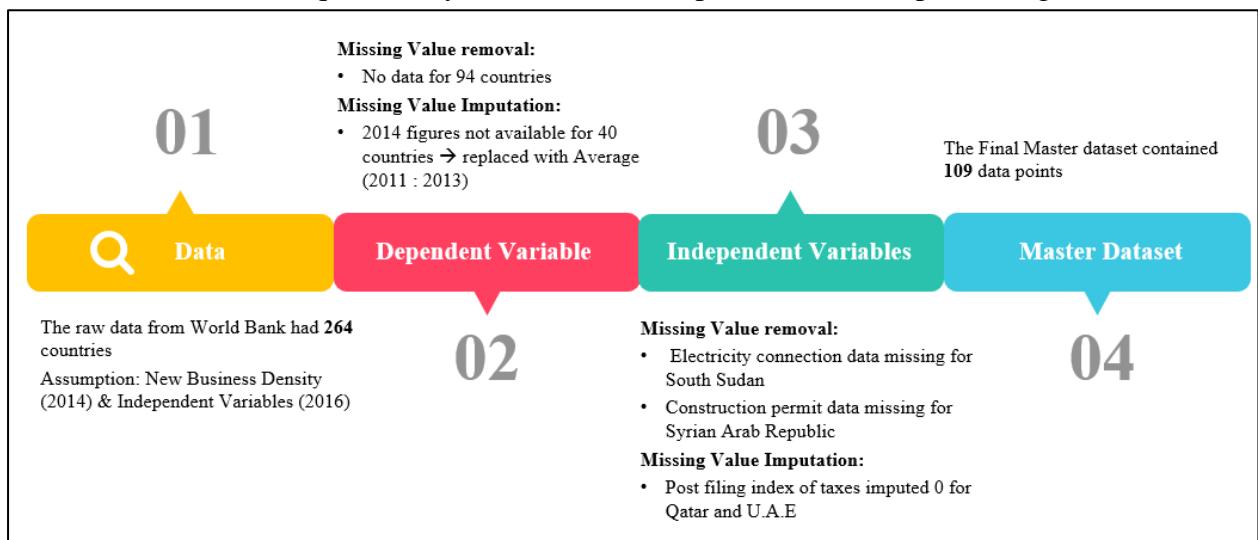 01
Data
The raw data from World Bank had 264
countries
Assumption: New Business Density
(2014) & Independent Variables (2016)
Missing Value removal:
• No data for 94 countries
Missing Value Imputation:
• 2014 figures not available for 40
countries → replaced with Average
(2011 : 2013)
Dependent Variable
02
03
Independent Variables
Missing Value removal:
• Electricity connection data missing for
South Sudan
• Construction permit data missing for
Syrian Arab Republic
Missing Value Imputation:
• Post filing index of taxes imputed 0 for
Qatar and U.A.E
The Final Master dataset contained
109 data points
Master Dataset
04